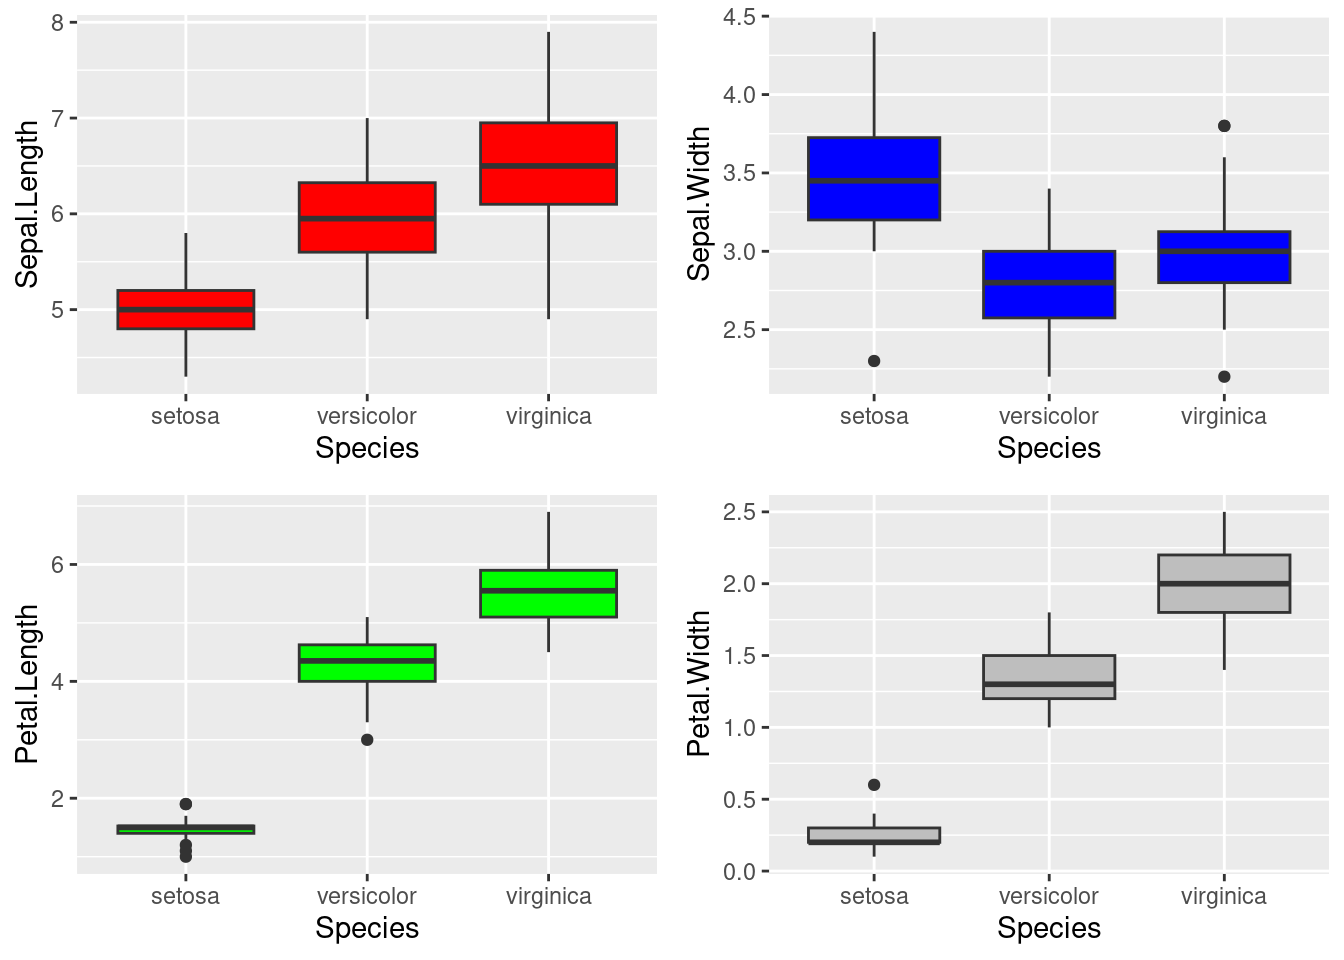 Sepal.Length
8
7
6
5
setosa versicolor virginica
Species
Sepal.Width
4.5
4.0
3.5
3.0
2.5
setosa versicolor virginica
Species
Petal.Length
6
4
2
setosa versicolor virginica
Species
Petal.Width
2.5
2.0
1.5
1.0
0.5
0.0
setosa versicolor virginica
Species